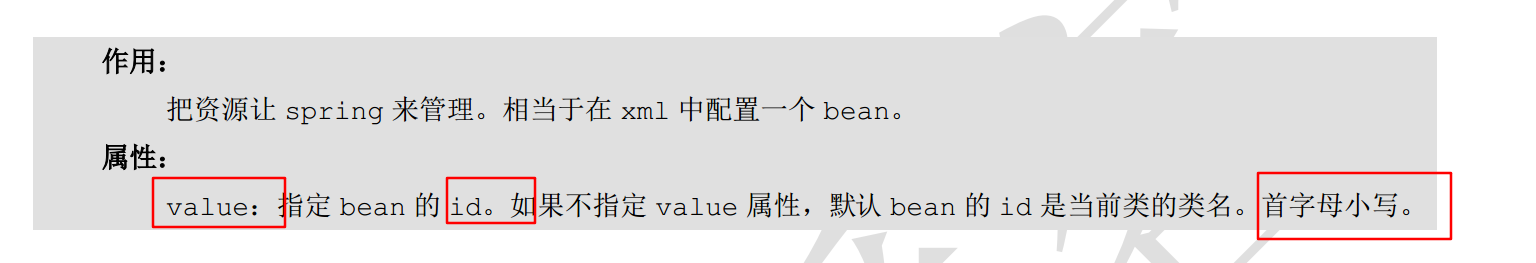 作用：
把资源让 spring 来管理。相当于在 xml 中配置一个 bean。
属性：
value：指定 bean 的 id。如果不指定 value 属性，默认 bean 的 id 是当前类的类名。首字母小写。